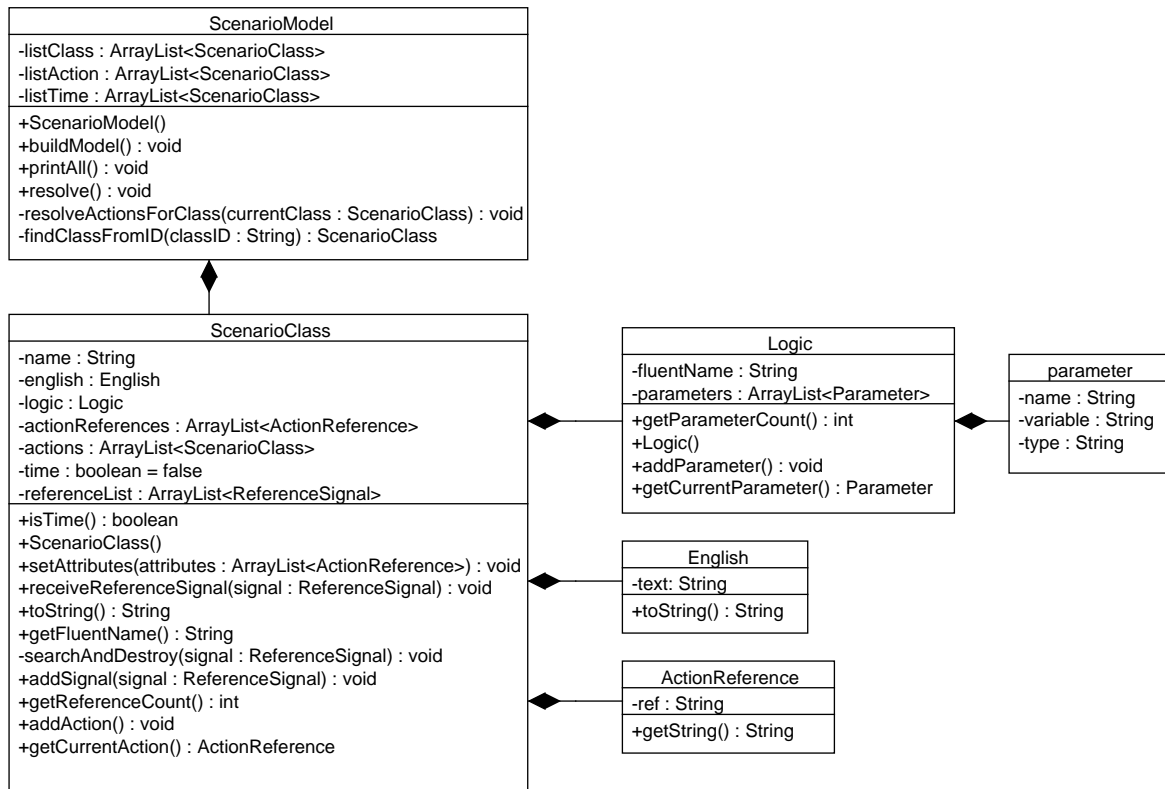 ScenarioModel
-listClass : ArrayList<ScenarioClass>
-listAction : ArrayList<ScenarioClass>
-listTime : ArrayList<ScenarioClass>
+ScenarioModel()
+buildModel() : void
+printAll() : void
+resolve() : void
-resolveActionsForClass(currentClass : ScenarioClass) : void
-findClassFromID(classID : String) : ScenarioClass
ScenarioClass
-name : String
-english : English
-logic : Logic
-actionReferences : ArrayList<ActionReference>
-actions : ArrayList<ScenarioClass>
-time : boolean = false
-referenceList : ArrayList<ReferenceSignal>
+isTime() : boolean
+ScenarioClass()
+setAttributes(attributes : ArrayList<ActionReference>) : void
+receiveReferenceSignal(signal : ReferenceSignal) : void
+toString() : String
+getFluentName() : String
-searchAndDestroy(signal : ReferenceSignal) : void
+addSignal(signal : ReferenceSignal) : void
+getReferenceCount() : int
+addAction() : void
+getCurrentAction() : ActionReference
Logic
-fluentName : String
-parameters : ArrayList<Parameter>
+getParameterCount() : int
+Logic()
+addParameter() : void
+getCurrentParameter() : Parameter
parameter
-name : String
-variable : String
-type : String
English
-text: String
+toString() : String
ActionReference
-ref : String
+getString() : String